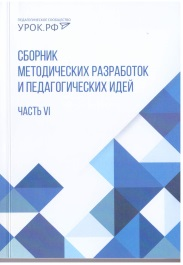 ПЕДАГОГИЧЕСКОЕ СООБЩЕСТВО
УРОК.РФ
СБОРНИК
МЕТОДИЧЕСКИХ РАЗРАБОТОК
И ПЕДАГОГИЧЕСКИХ ИДЕЙ
ЧАСТЬ VI